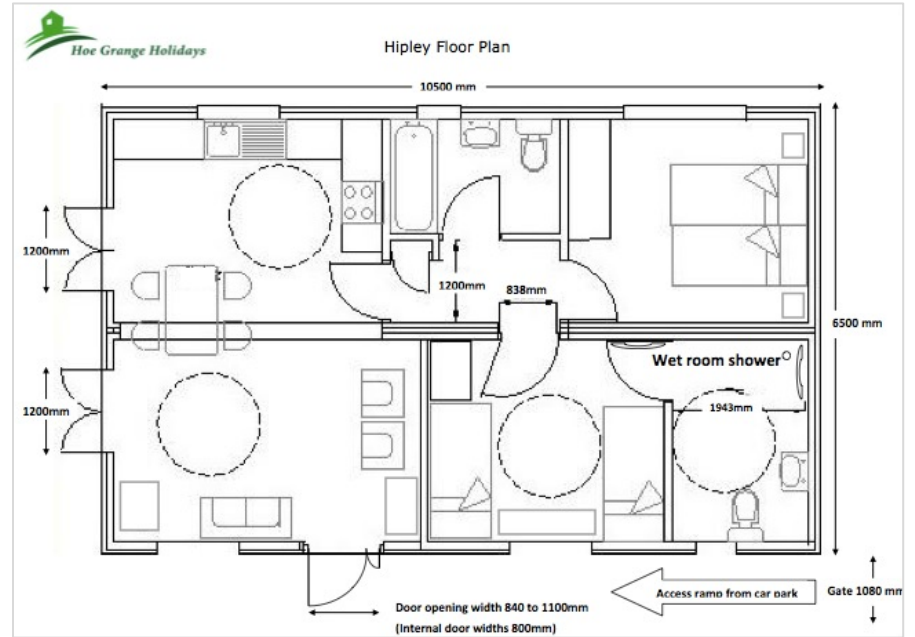 Hoe Grange Holidays
Hipley Floor Plan
10500 mm
1200mm
1200mm
838mm
6500 mm
Wet room shower
1200mm
1943mm
Access ramp from car park
Gate 1080 mm
Door opening width 840 to 1100mm
(Internal door widths 800mm)